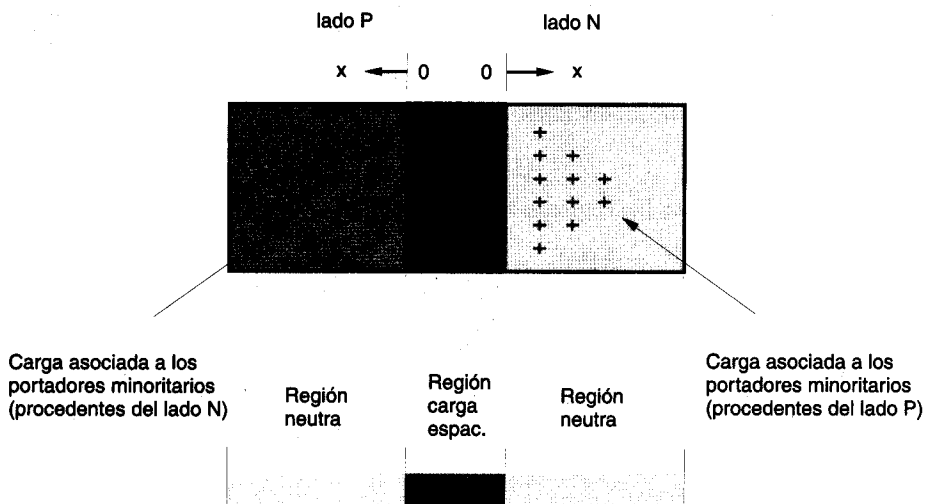 lado P
lado N
x 0 0 x
Carga asociada a los
portadores minoritarios
(procedentes del lado N)
Región
neutra
Región
carga
espac.
Región
neutra
Carga asociada a los
portadores minoritarios
(procedentes del lado P)